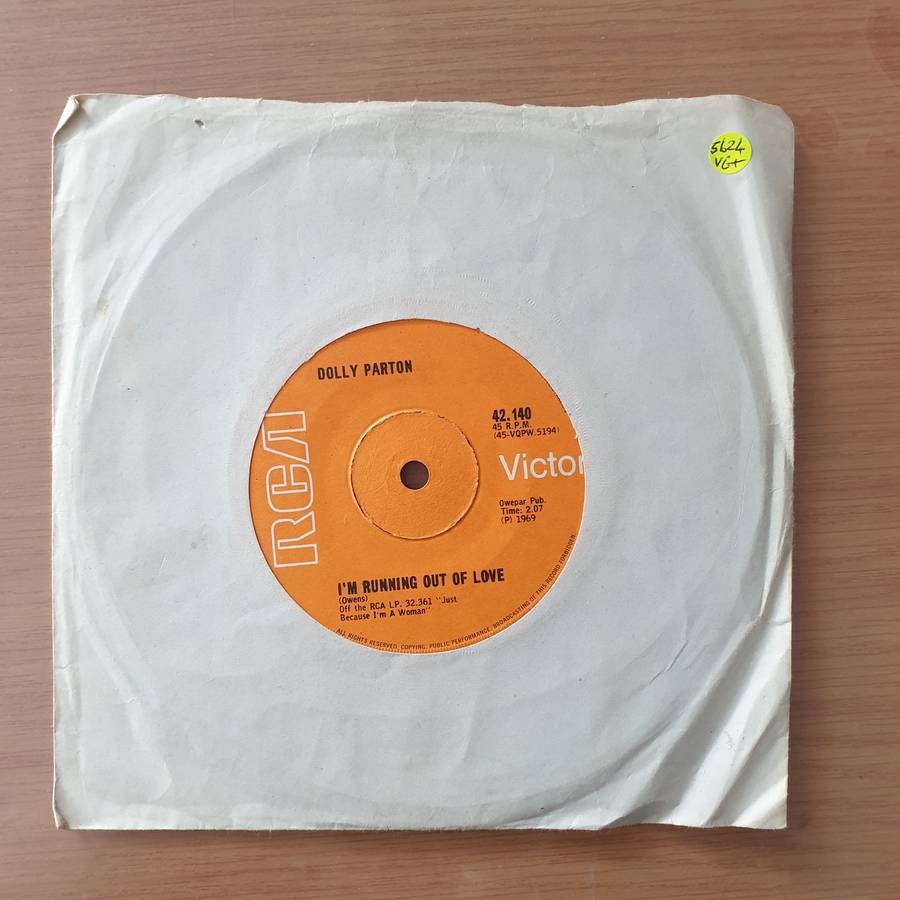 5624
VG+
DOLLY PARTON
42.140
45 R.P.M.
(45-VQPW.5194)
RCA
Victor
Owepar Pub.
Time: 2.07
(P) 1969
I'M RUNNING OUT OF LOVE
(Owens)
Off the RCA LP. 32.361 "Just
Because I'm A Woman"
ALL RIGHTS RESERVED. COPYING, PUBLIC PERFORMANCE, BROADCASTING OF THIS RECORD FORBIDDEN